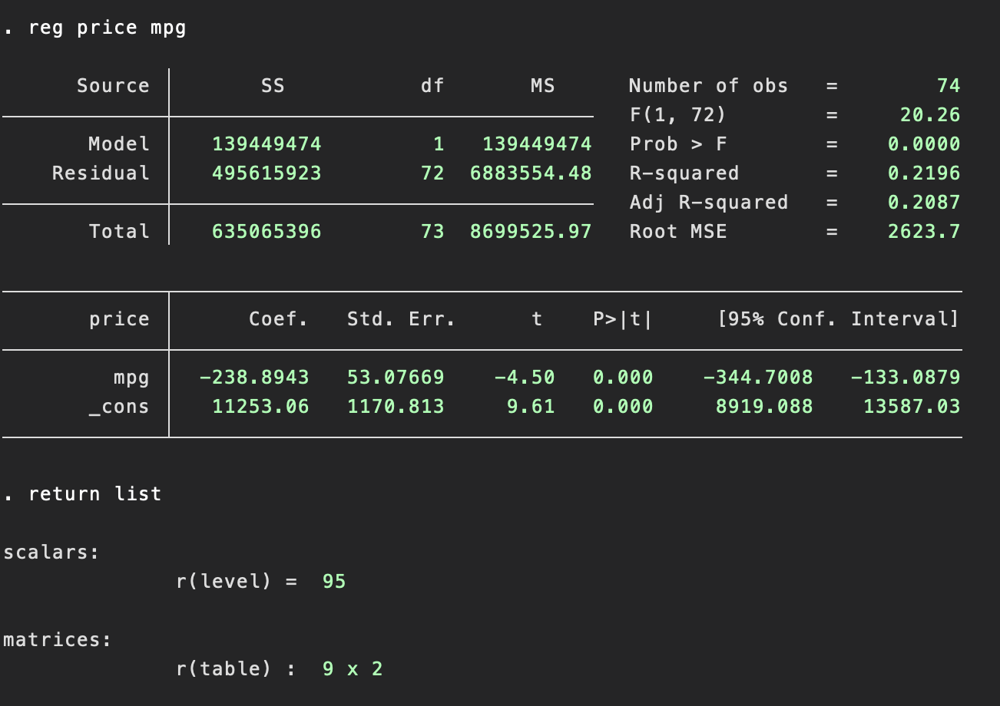 . reg price mpg
Source SS df MS Number of obs = 74
F(1, 72) = 20.26
Model 139449474 1 139449474 Prob > F = 0.0000
Residual 495615923 72 6883554.48 R-squared = 0.2196
Adj R-squared = 0.2087
Total 635065396 73 8699525.97 Root MSE = 2623.7
price Coef. Std. Err. t P>|t| [95% Conf. Interval]
mpg -238.8943 53.07669 -4.50 0.000 -344.7008 -133.0879
_cons 11253.06 1170.813 9.61 0.000 8919.088 13587.03
. return list
scalars:
r(level) = 95
matrices:
r(table) : 9 x 2